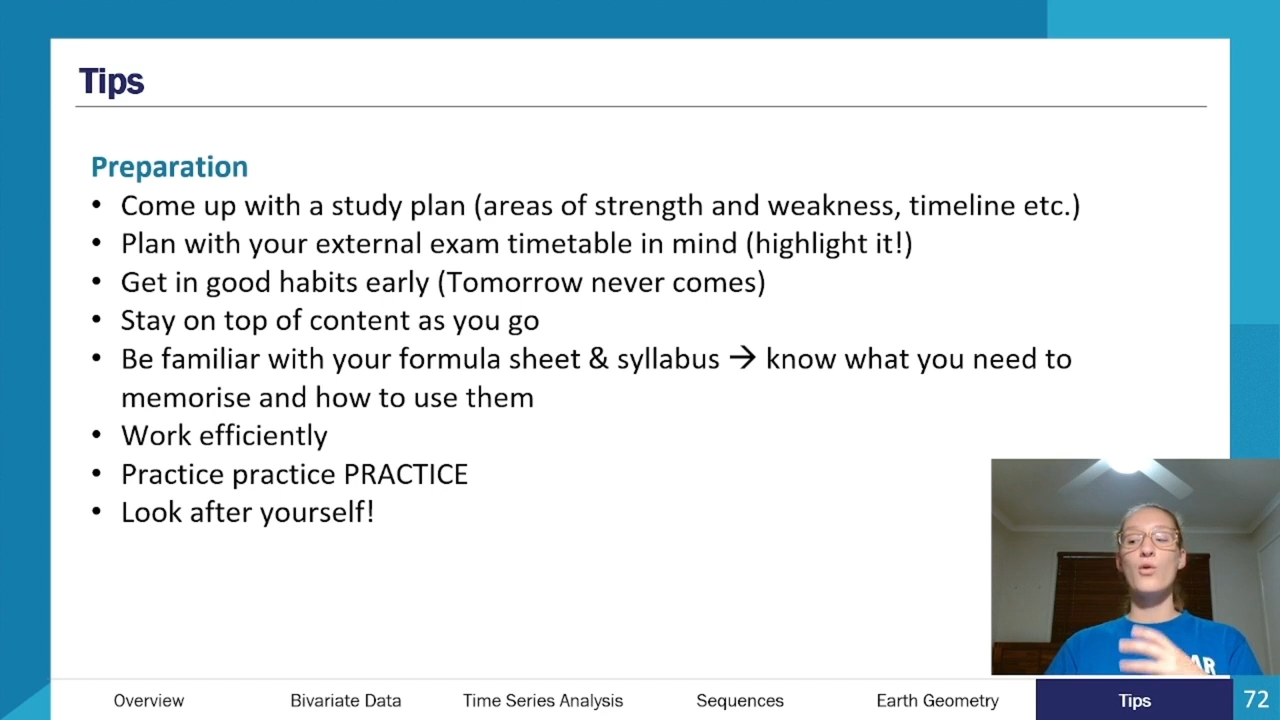 Tips
Preparation
• Come up with a study plan (areas of strength and weakness, timeline etc.)
• Plan with your external exam timetable in mind (highlight it!)
• Get in good habits early (Tomorrow never comes)
• Stay on top of content as you go
• Be familiar with your formula sheet & syllabus → know what you need to
memorise and how to use them
• Work efficiently
• Practice practice PRACTICE
• Look after yourself!
Overview Bivariate Data Time Series Analysis Sequences Earth Geometry Tips 72